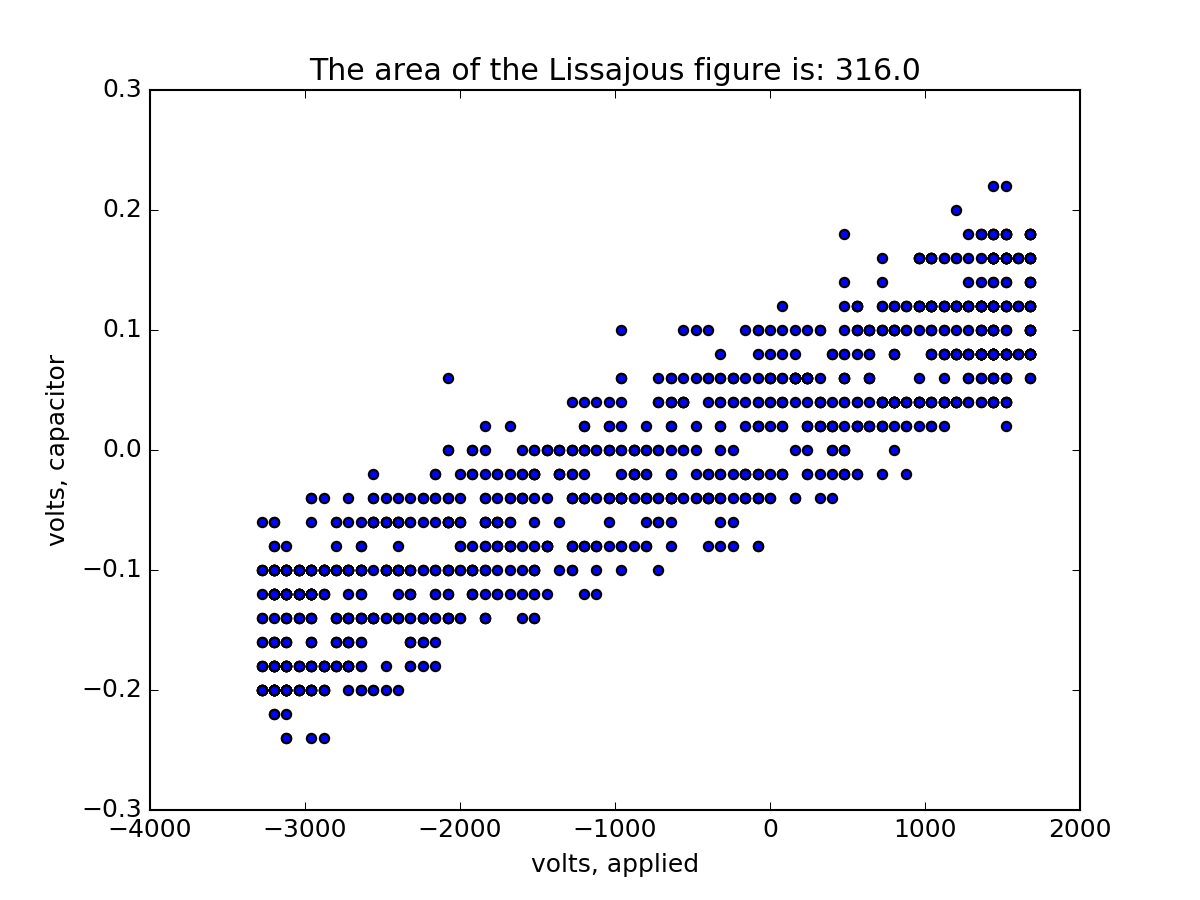 The area of the Lissajous figure is: 316.0
0.3
0.2
0.1
0.0
−0.1
−0.2
−0.3
−4000 −3000 −2000 −1000 0 1000 2000
volts, capacitor
volts, applied